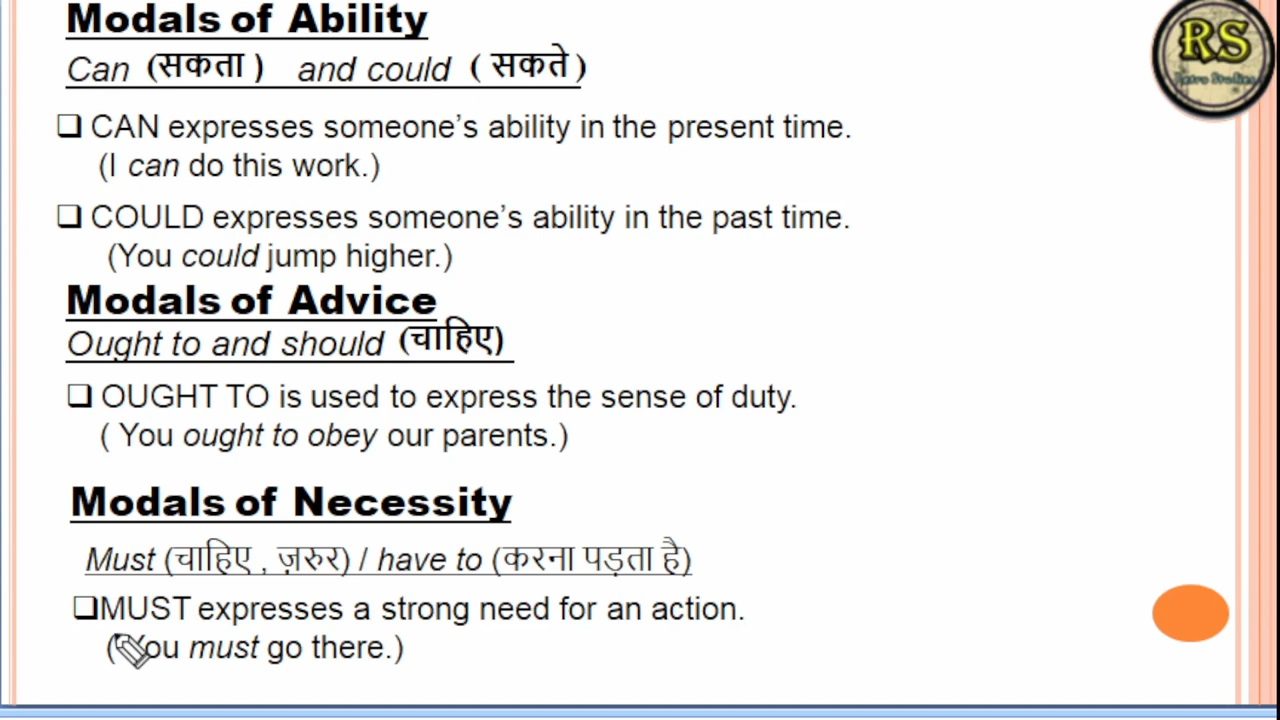 Modals of Ability
RS
Can (सकता ) and could ( सकते )
Retro Studies
❑ CAN expresses someone’s ability in the present time.
(I can do this work.)
❑ COULD expresses someone’s ability in the past time.
(You could jump higher.)
Modals of Advice
Ought to and should (चाहिए)
❑ OUGHT TO is used to express the sense of duty.
( You ought to obey our parents.)
Modals of Necessity
Must (चाहिए , ज़रुर) / have to (करना पड़ता है)
❑MUST expresses a strong need for an action.
( You must go there.)